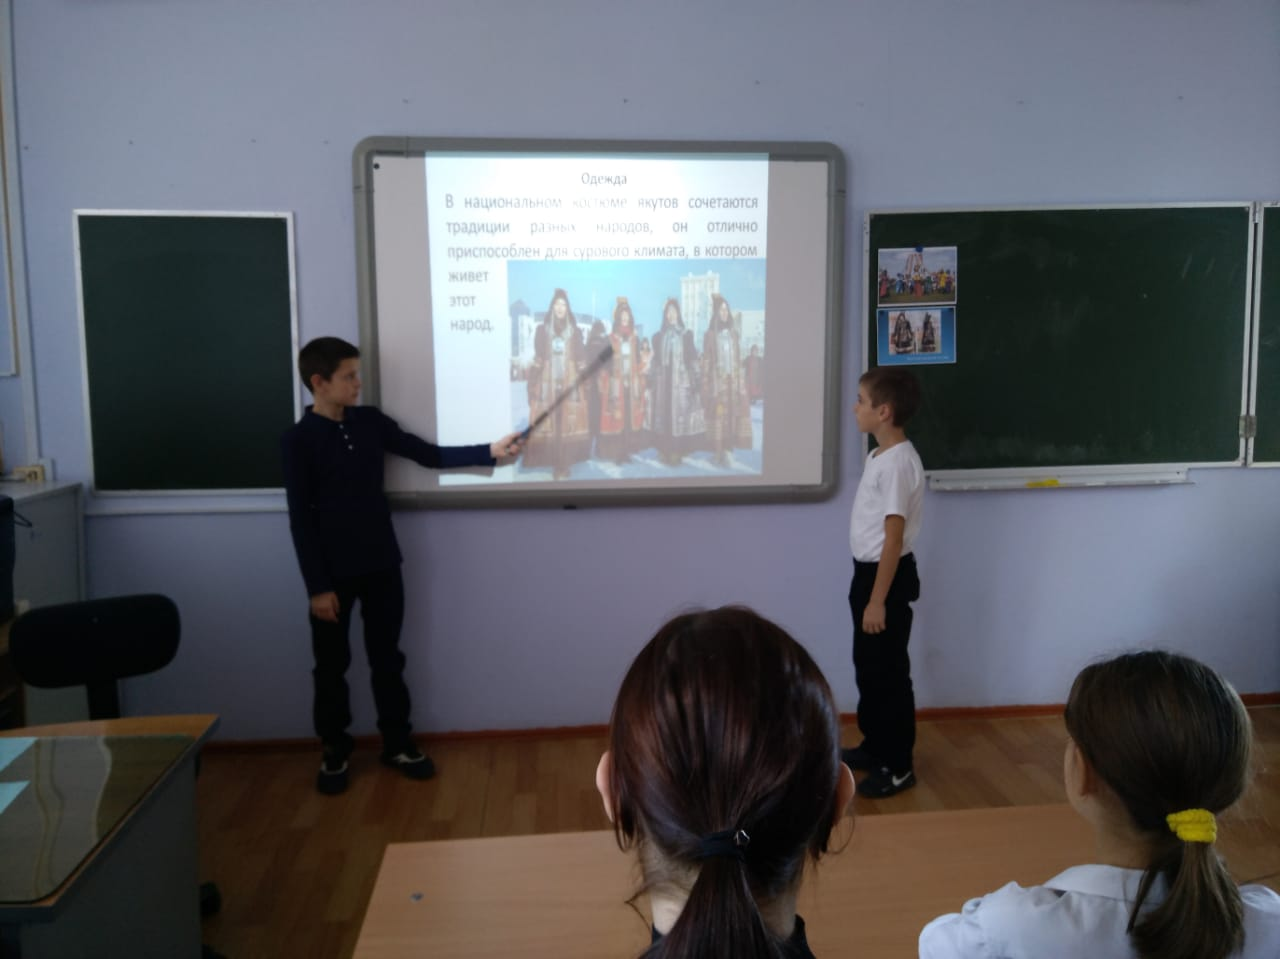 Одежда
В национальном костюме якутов сочетаются
традиции разных народов, он отлично
приспособлен для сурового климата, в котором
живет
этот
народ.